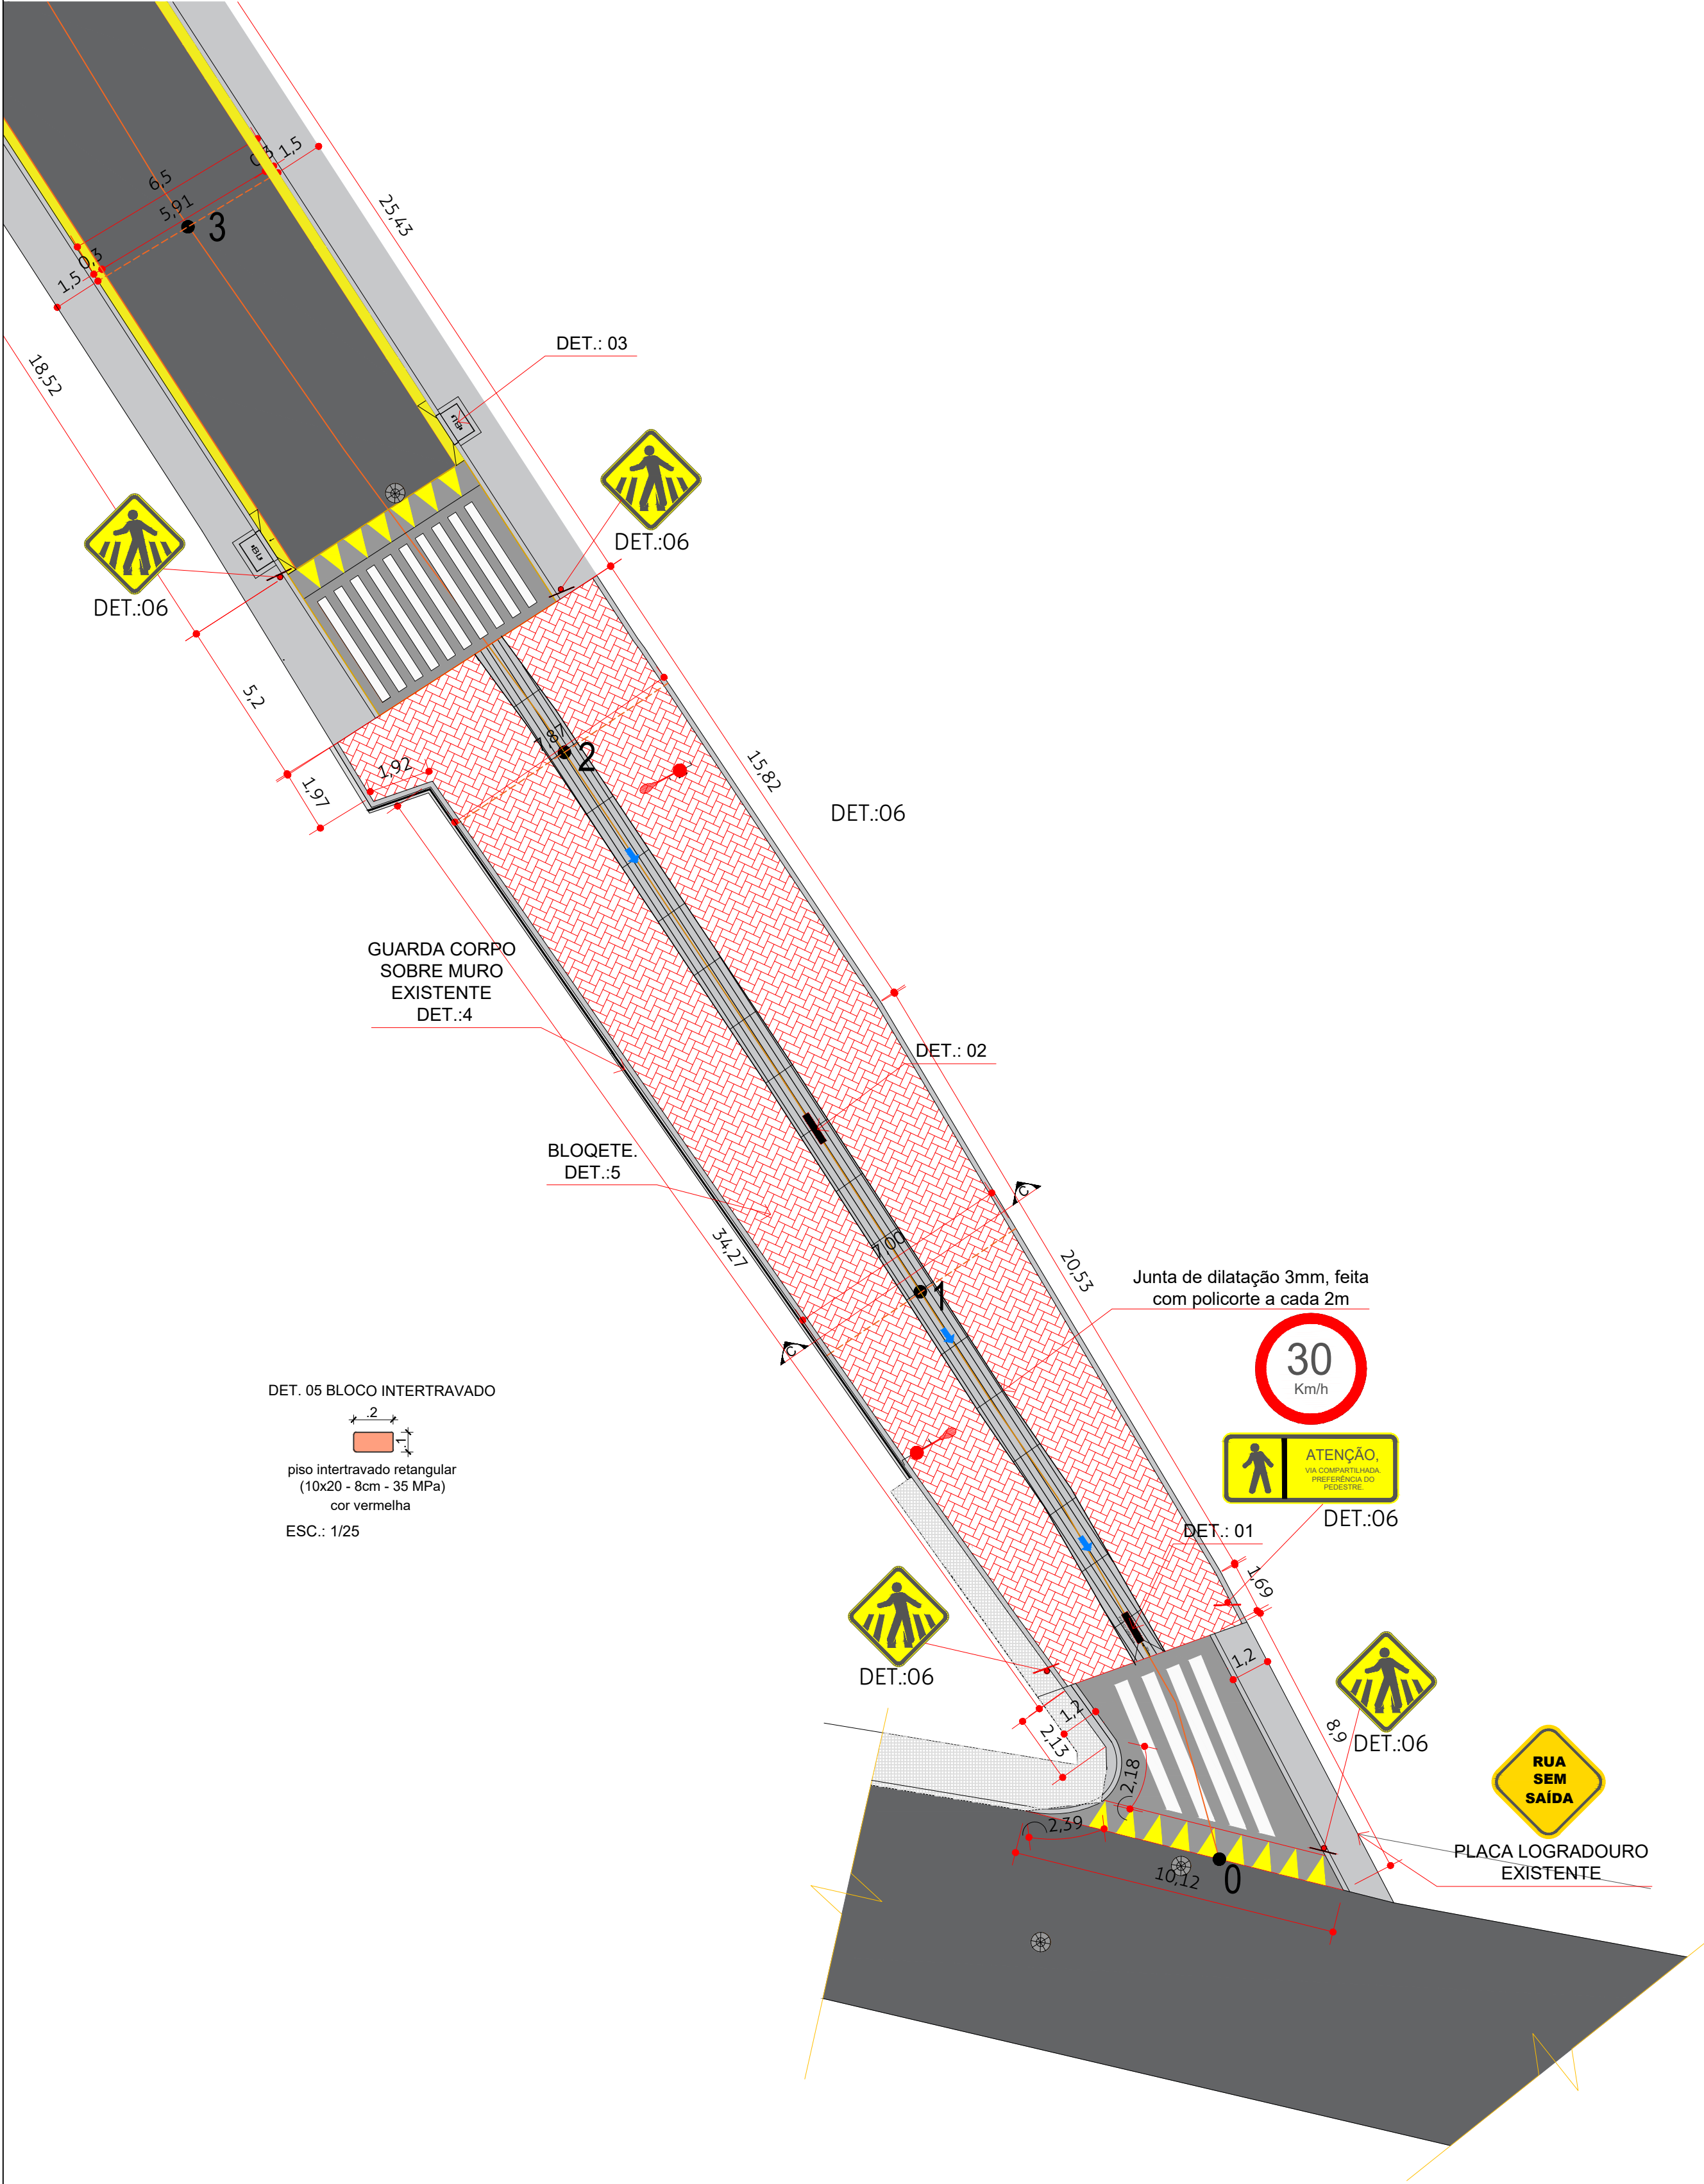 6,5
0,3
1,5
5,91
3
0,3
1,5
25,43
18,52
DET.: 03
DET.:06
DET.:06
5,2
1,97
1,92
7,87
2
15,82
DET.:06
GUARDA CORPO
SOBRE MURO
EXISTENTE
DET.:4
DET.: 02
BLOQETE.
DET.:5
C
34,27
7,00
1
20,53
C
Junta de dilatação 3mm, feita
com policorte a cada 2m
30
Km/h
DET. 05 BLOCO INTERTRAVADO
.2
.1
piso intertravado retangular
(10x20 - 8cm - 35 MPa)
cor vermelha
ESC.: 1/25
ATENÇÃO,
VIA COMPARTILHADA.
PREFERÊNCIA DO
PEDESTRE.
DET.:06
DET.: 01
1,69
DET.:06
1,2
1,2
2,13
2,18
2,39
8,9
DET.:06
RUA
SEM
SAÍDA
PLACA LOGRADOURO
EXISTENTE
10,12
0